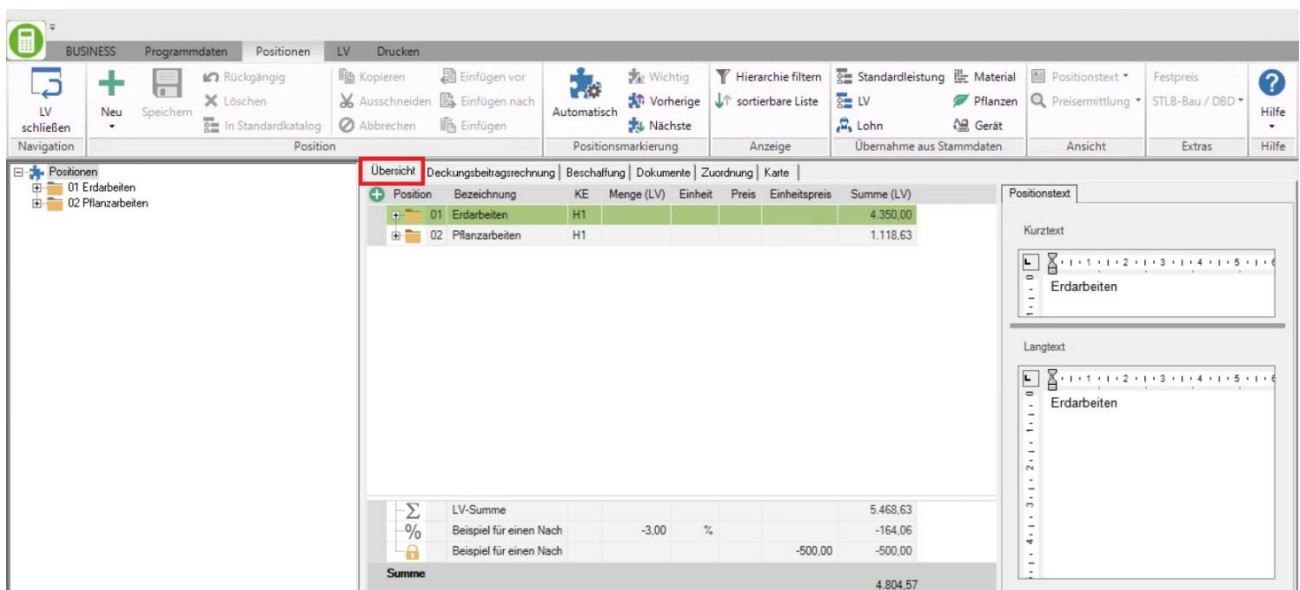 BUSINESS Programmdaten Positionen LV Drucken
LV schließen
Neu
Speichern
Rückgängig
Löschen
In Standardkatalog
Kopieren
Ausschneiden
Abbrechen
Einfügen vor
Einfügen nach
Einfügen
Automatisch
Wichtig
Vorherige
Nächste
Hierarchie filtern
sortierbare Liste
Standardleistung
LV
Lohn
Material
Pflanzen
Gerät
Positionstext
Preisermittlung
Festpreis
STLB-Bau / DBD
Hilfe
Navigation Position Positionsmarkierung Anzeige Übernahme aus Stammdaten Ansicht Extras Hilfe
Positionen
01 Erdarbeiten
02 Pflanzarbeiten
Übersicht Deckungsbeitragsrechnung Beschaffung Dokumente Zuordnung Karte
Position Bezeichnung KE Menge (LV) Einheit Preis Einheitspreis Summe (LV)
01 Erdarbeiten H1 4.350,00
02 Pflanzarbeiten H1 1.118,63
Σ LV-Summe 5.468,63
% Beispiel für einen Nach -3,00 % -164,06
Beispiel für einen Nach -500,00 -500,00
Summe 4.804,57
Positionstext
Kurztext
Erdarbeiten
Langtext
Erdarbeiten